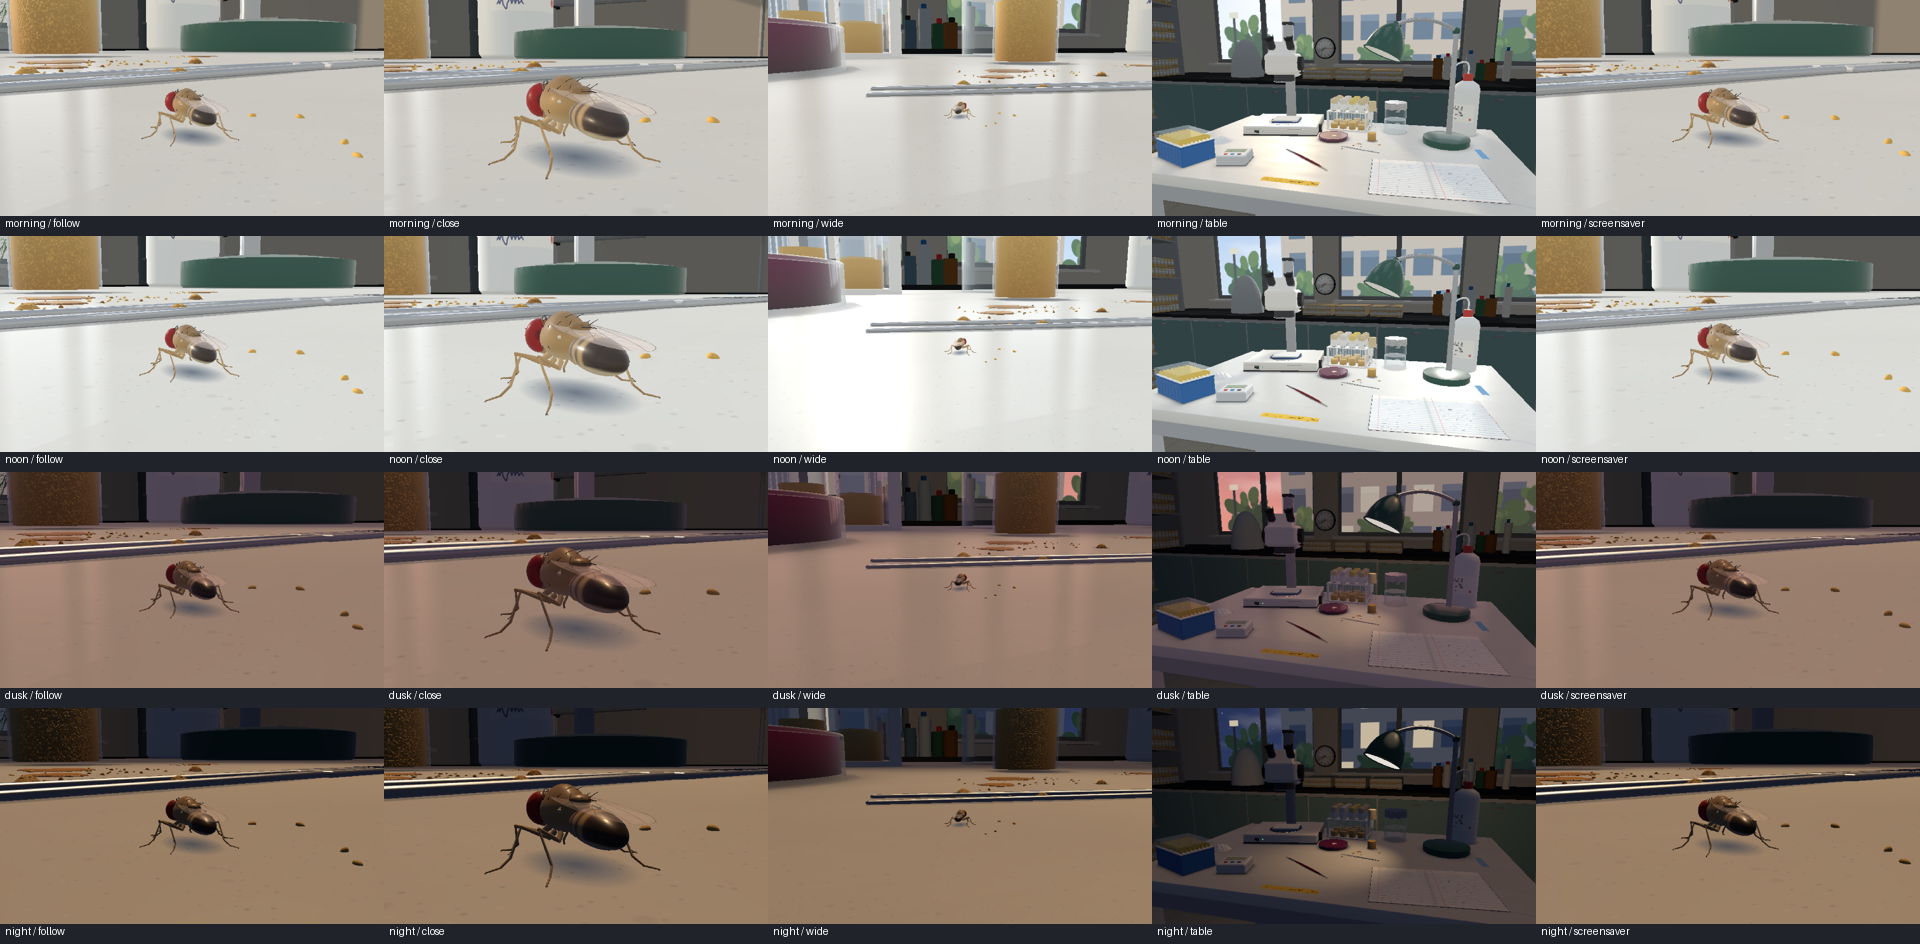 morning / follow
morning / close
morning / wide
morning / table
morning / screensaver
noon / follow
noon / close
noon / wide
noon / table
noon / screensaver
dusk / follow
dusk / close
dusk / wide
dusk / table
dusk / screensaver
night / follow
night / close
night / wide
night / table
night / screensaver